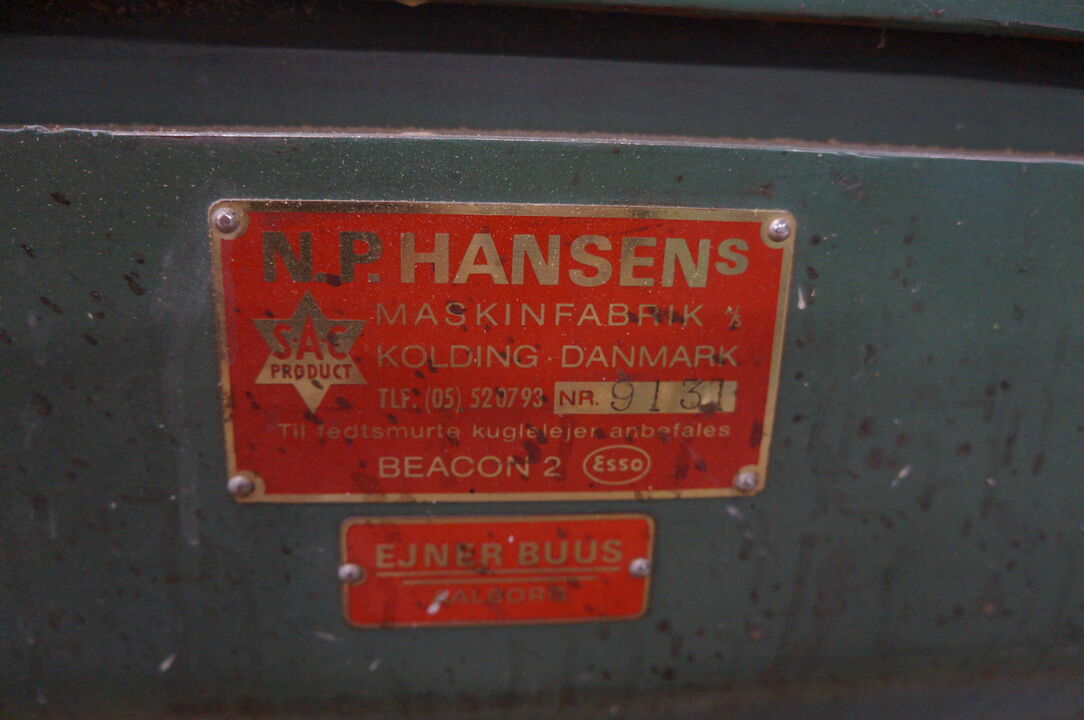 N.P. HANSENS
MASKINFABRIK A/S
SAC
PRODUCT
KOLDING · DANMARK
TLF. (05) 520793 NR. 9131
Til fedtsmurte kuglelejer anbefales
BEACON 2 Esso
EJNER BUUS
AALBORG